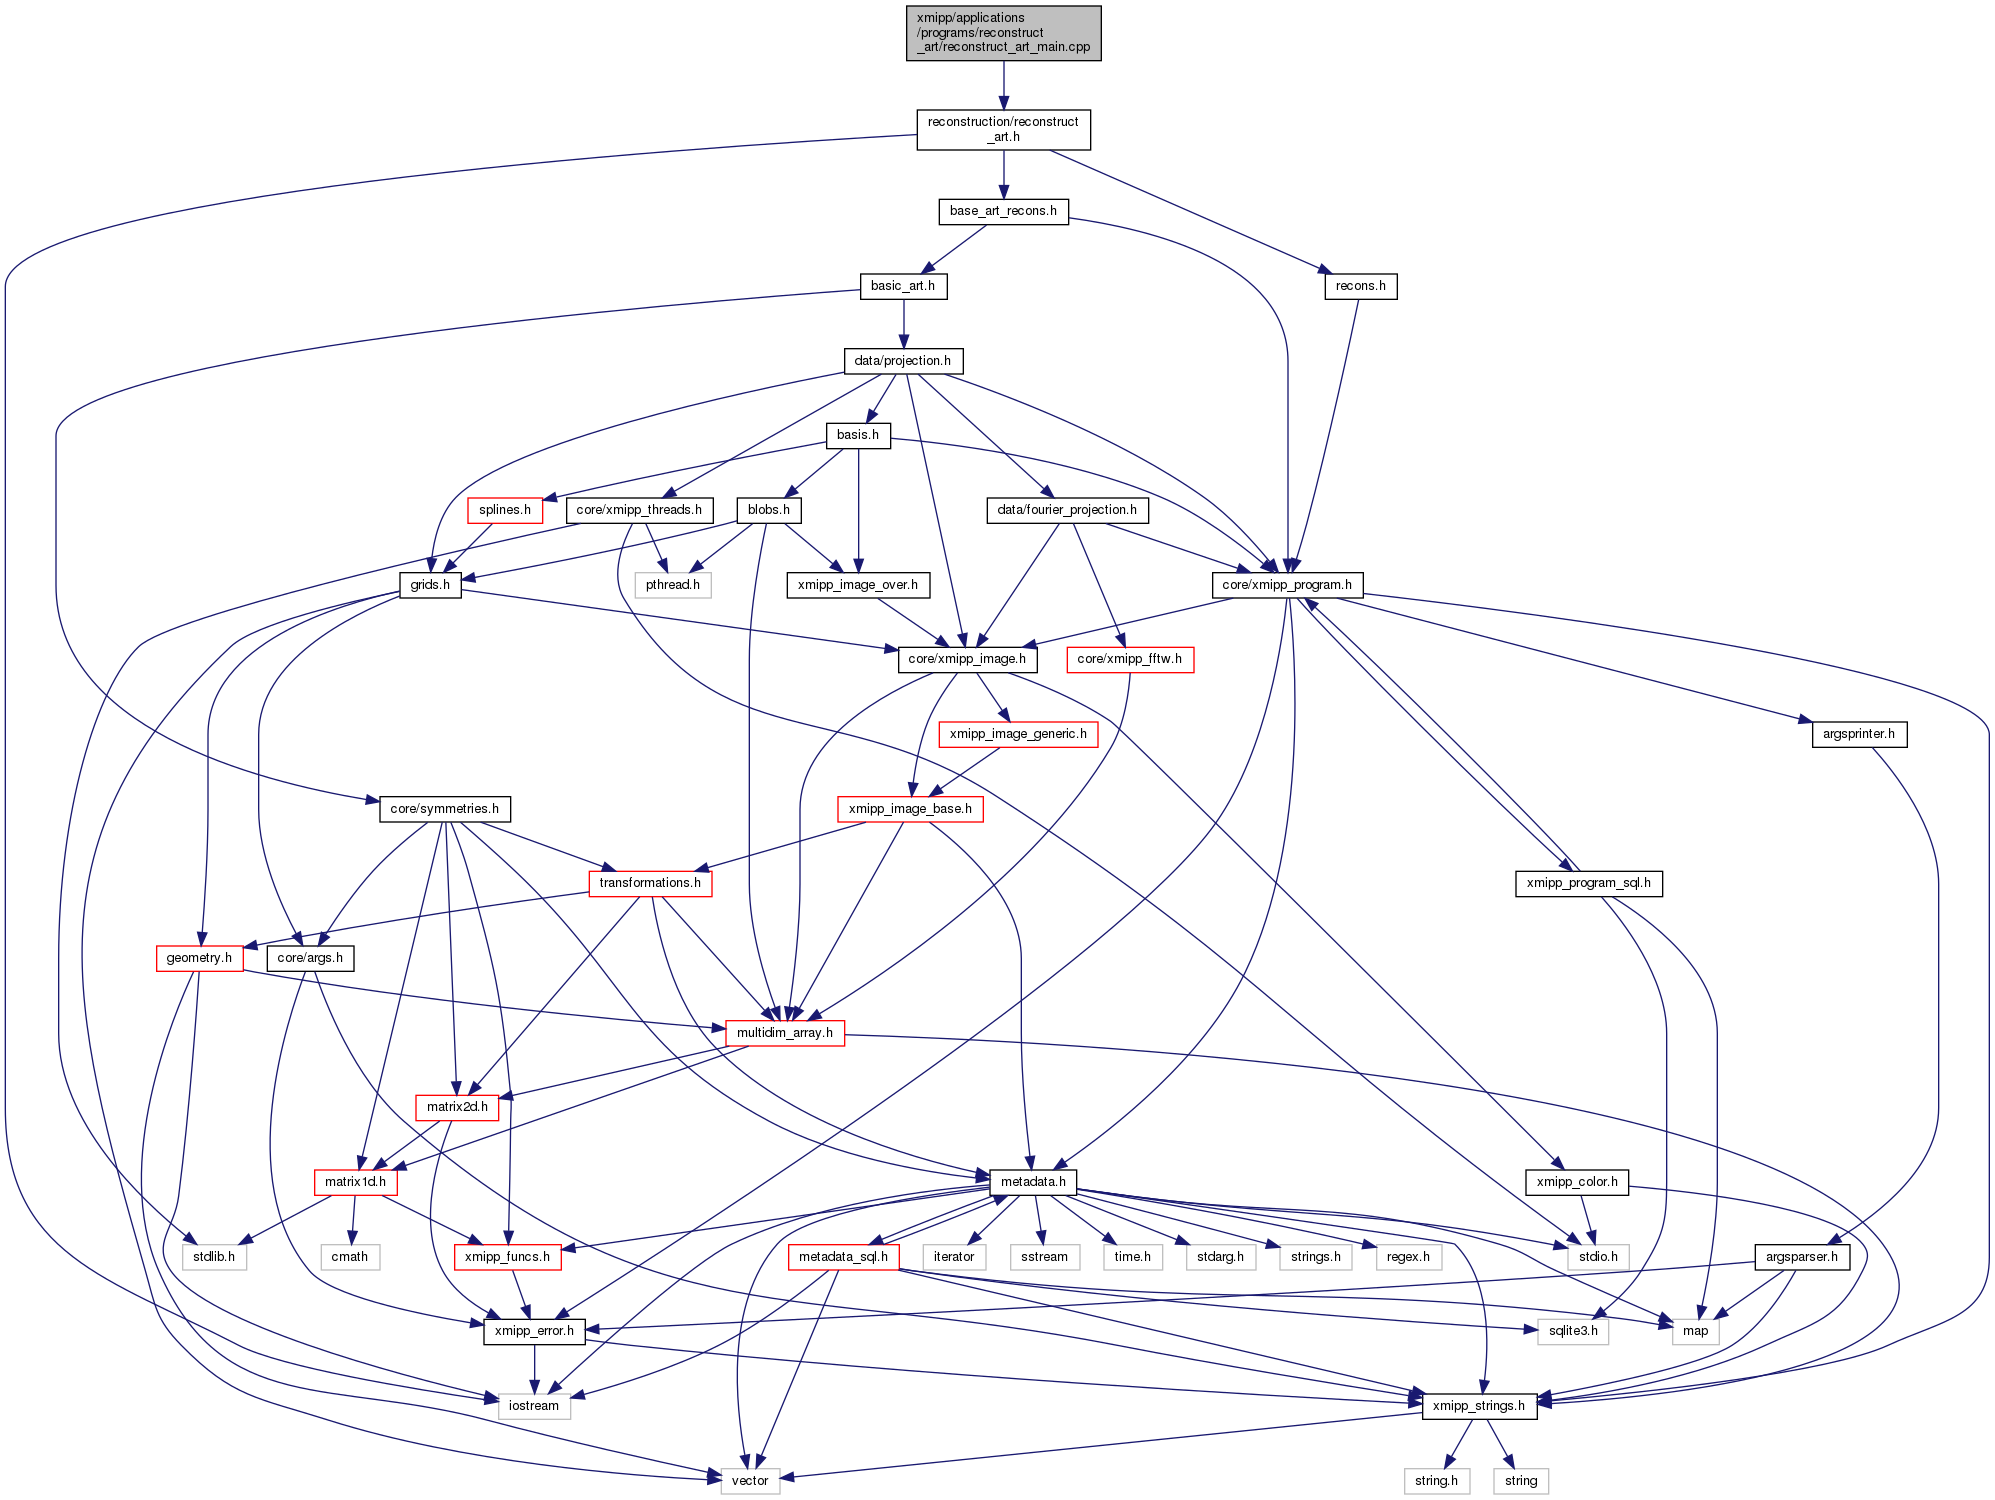 xmipp/applications
/programs/reconstruct
_art/reconstruct_art_main.cpp
reconstruction/reconstruct
_art.h
base_art_recons.h
basic_art.h
recons.h
data/projection.h
basis.h
splines.h
core/xmipp_threads.h
blobs.h
data/fourier_projection.h
grids.h
pthread.h
xmipp_image_over.h
core/xmipp_program.h
core/xmipp_image.h
core/xmipp_fftw.h
xmipp_image_generic.h
argsprinter.h
core/symmetries.h
xmipp_image_base.h
transformations.h
xmipp_program_sql.h
geometry.h
core/args.h
multidim_array.h
matrix2d.h
matrix1d.h
metadata.h
xmipp_color.h
stdlib.h
cmath
xmipp_funcs.h
metadata_sql.h
iterator
sstream
time.h
stdarg.h
strings.h
regex.h
stdio.h
argsparser.h
xmipp_error.h
sqlite3.h
map
iostream
xmipp_strings.h
vector
string.h
string